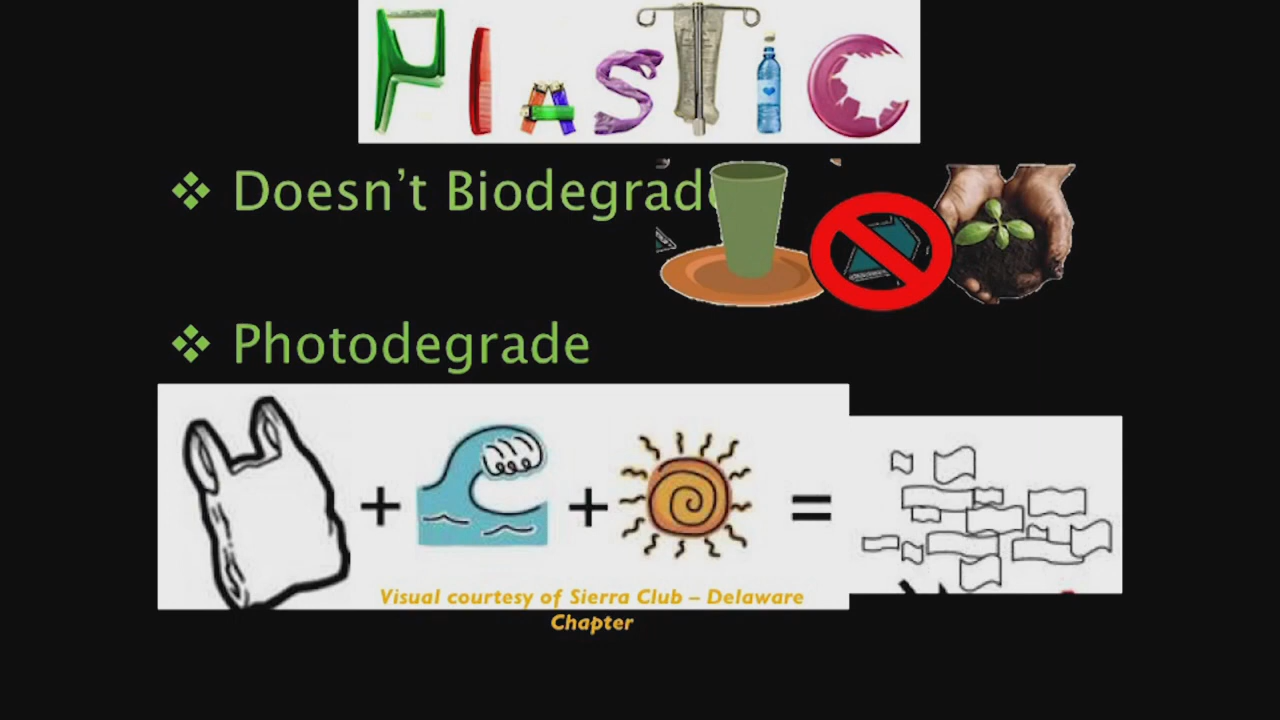 PLASTIC
❖ Doesn't Biodegrade
❖ Photodegrade
+ + =
Visual courtesy of Sierra Club – Delaware
Chapter